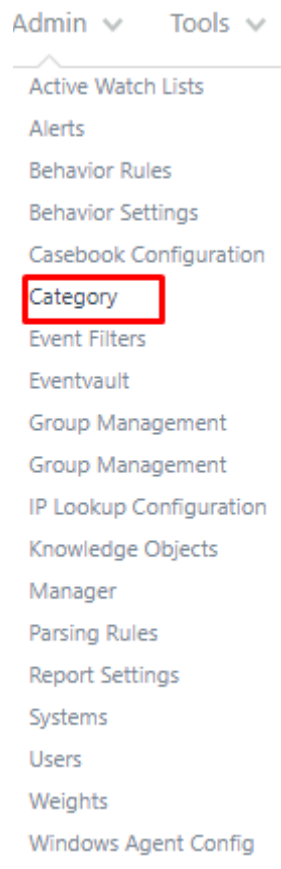 Admin Tools
Active Watch Lists
Alerts
Behavior Rules
Behavior Settings
Casebook Configuration
Category
Event Filters
Eventvault
Group Management
Group Management
IP Lookup Configuration
Knowledge Objects
Manager
Parsing Rules
Report Settings
Systems
Users
Weights
Windows Agent Config